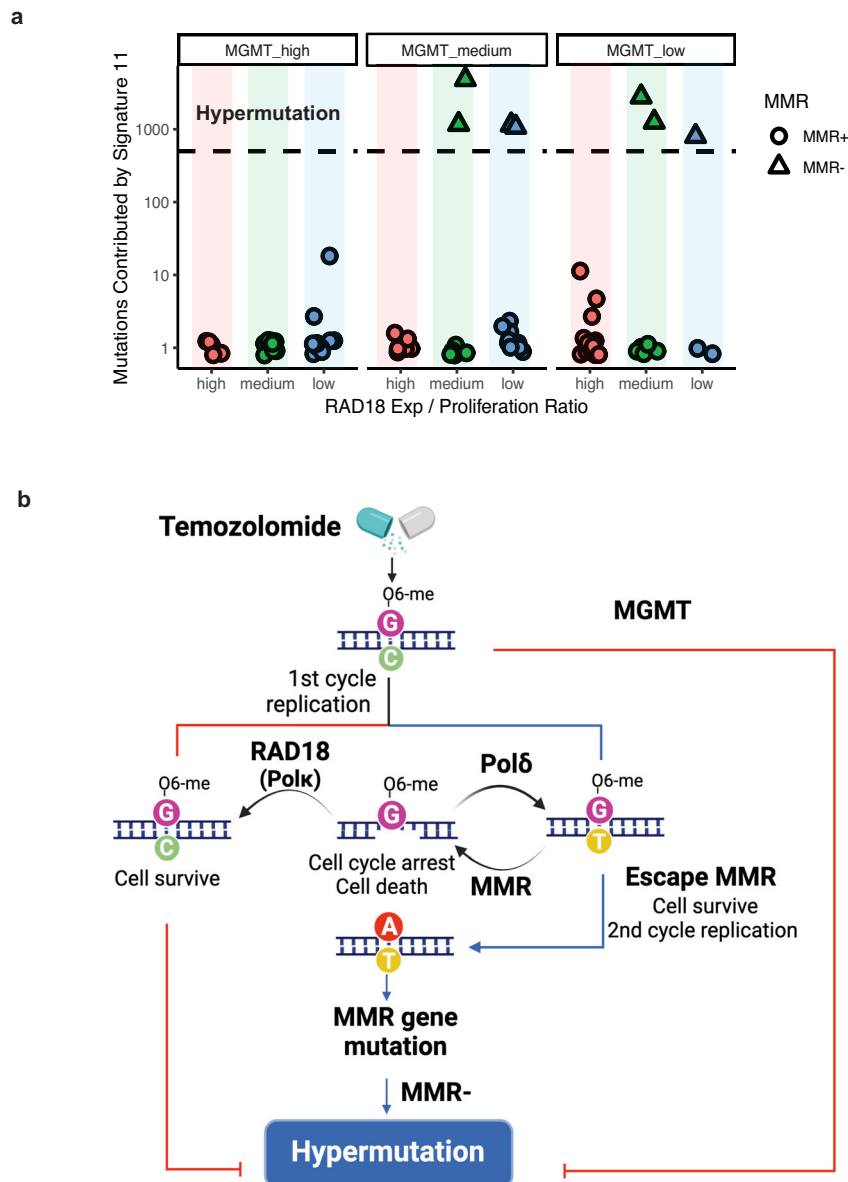 a
MGMT_high
MGMT_medium
MGMT_low
Mutations Contributed by Signature 11
1000
100
10
1
Hypermutation
high
medium
low
high
medium
low
high
medium
low
RAD18 Exp / Proliferation Ratio
MMR
MMR+
MMR-
b
Temozolomide
O6-me
G
C
MGMT
1st cycle
replication
RAD18
(Polκ)
Polδ
O6-me
G
C
Cell survive
O6-me
G
Cell cycle arrest
Cell death
MMR
O6-me
G
T
Escape MMR
Cell survive
2nd cycle replication
A
T
MMR gene
mutation
MMR-
Hypermutation